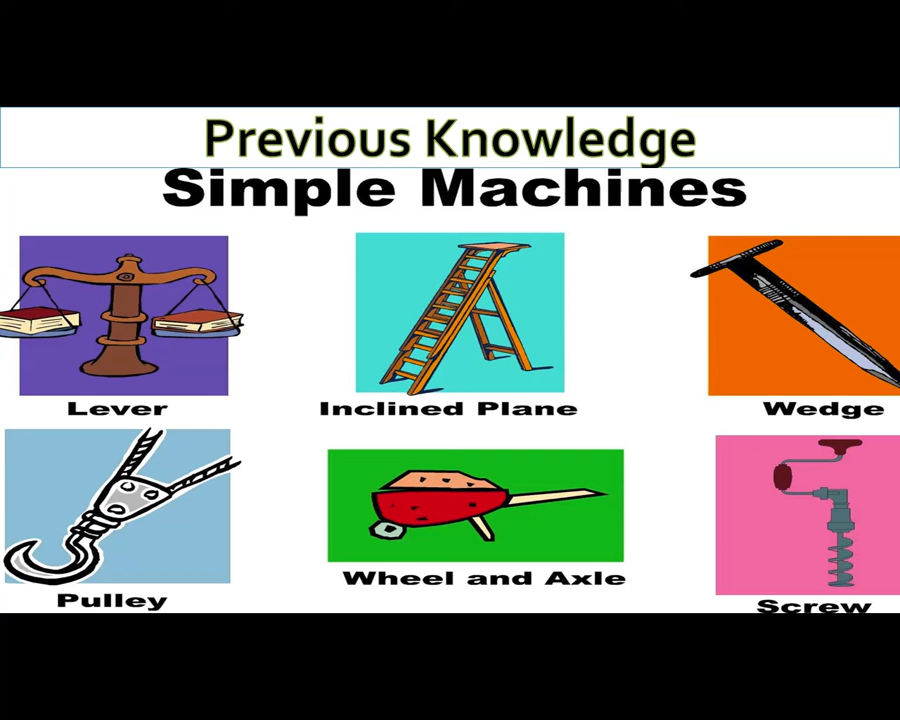 Previous Knowledge
Simple Machines
Lever
Inclined Plane
Wedge
Pulley
Wheel and Axle
Screw